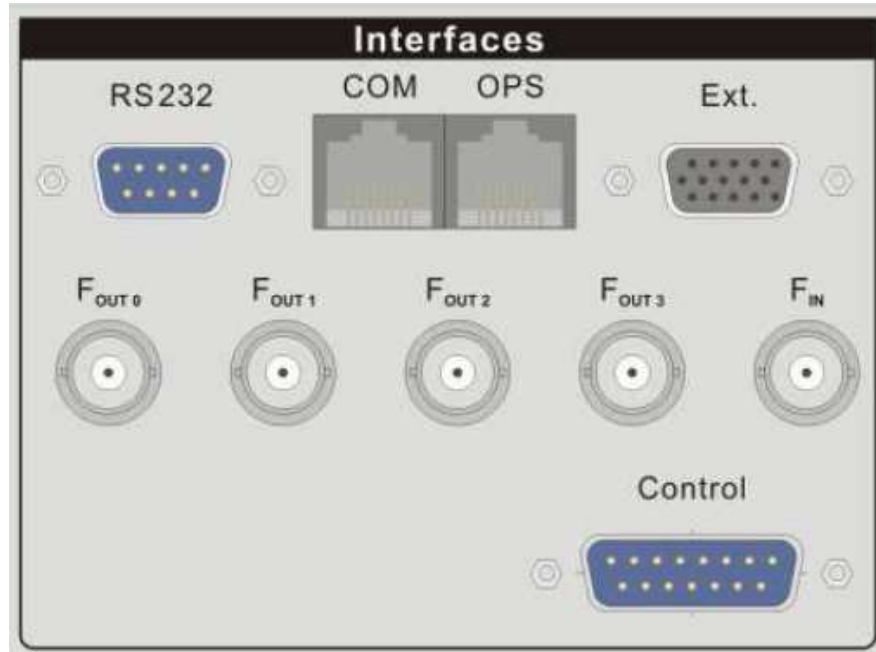 Interfaces
RS232 COM OPS Ext.
FOUT 0 FOUT 1 FOUT 2 FOUT 3 FIN
Control